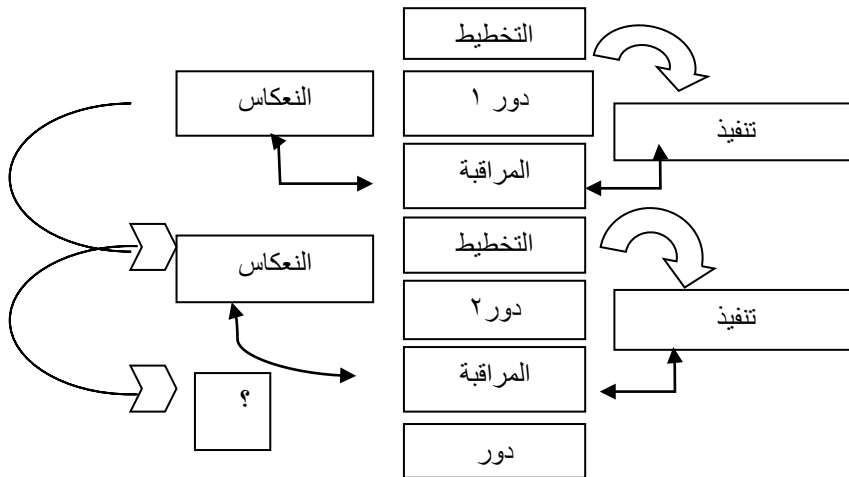 التخطيط
النعكاس
دور ١
تنفيذ
المراقبة
التخطيط
النعكاس
دور٢
تنفيذ
المراقبة
؟
دور